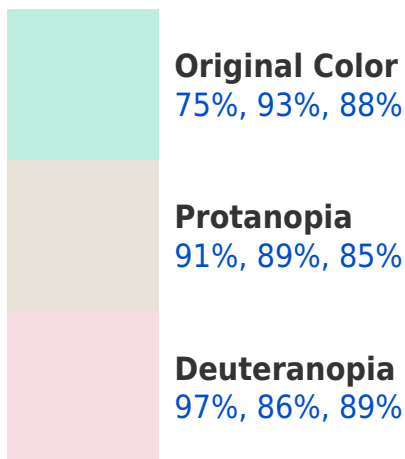 Original Color
75%, 93%, 88%
Protanopia
91%, 89%, 85%
Deuteranopia
97%, 86%, 89%